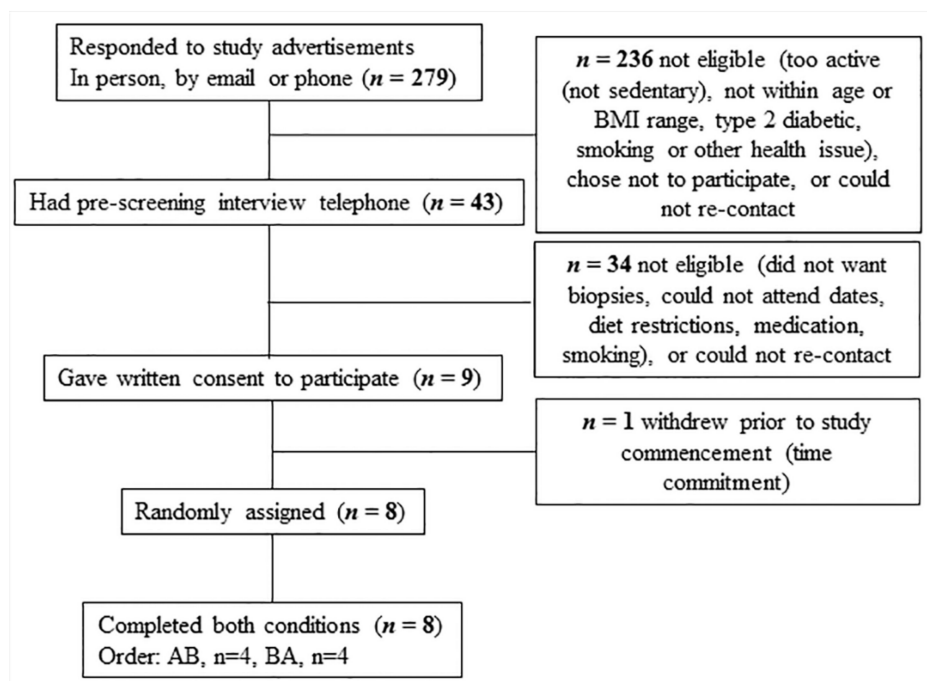 Responded to study advertisements
In person, by email or phone (n = 279)
n = 236 not eligible (too active
(not sedentary), not within age or
BMI range, type 2 diabetic,
smoking or other health issue),
chose not to participate, or could
not re-contact
Had pre-screening interview telephone (n = 43)
n = 34 not eligible (did not want
biopsies, could not attend dates,
diet restrictions, medication,
smoking), or could not re-contact
Gave written consent to participate (n = 9)
n = 1 withdrew prior to study
commencement (time
commitment)
Randomly assigned (n = 8)
Completed both conditions (n = 8)
Order: AB, n=4, BA, n=4